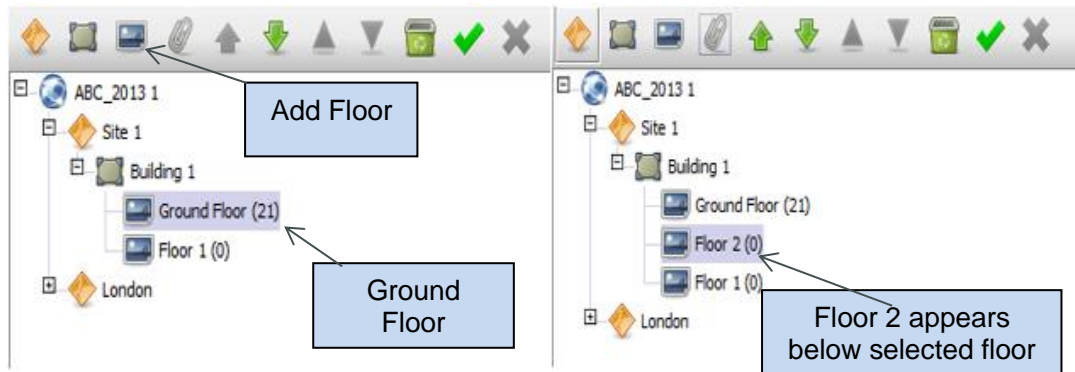 Add Floor
ABC_2013 1
Site 1
Building 1
Ground Floor (21)
Floor 1 (0)
London
Ground
Floor
ABC_2013 1
Site 1
Building 1
Ground Floor (21)
Floor 2 (0)
Floor 1 (0)
London
Floor 2 appears
below selected floor